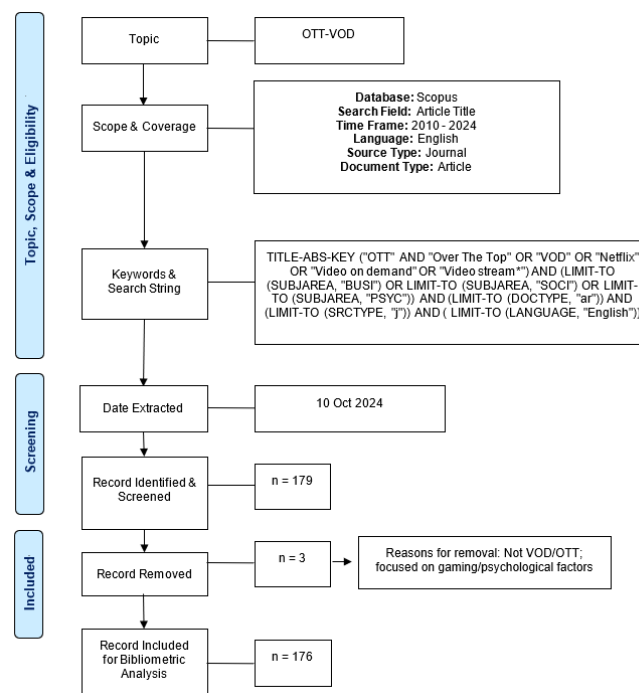 Topic, Scope & Eligibility
Topic
OTT-VOD
Scope & Coverage
Database: Scopus
Search Field: Article Title
Time Frame: 2010 - 2024
Language: English
Source Type: Journal
Document Type: Article
Keywords &
Search String
TITLE-ABS-KEY ("OTT" AND "Over The Top" OR "VOD" OR "Netflix"
OR "Video on demand" OR "Video stream*") AND (LIMIT-TO
(SUBJAREA, "BUSI") OR LIMIT-TO (SUBJAREA, "SOCI") OR LIMIT-
TO (SUBJAREA, "PSYC")) AND (LIMIT-TO (DOCTYPE, "ar")) AND
(LIMIT-TO (SRCTYPE, "j")) AND ( LIMIT-TO (LANGUAGE, "English"))
Screening
Date Extracted
10 Oct 2024
Record Identified &
Screened
n = 179
Included
Record Removed
n = 3
Reasons for removal: Not VOD/OTT;
focused on gaming/psychological factors
Record Included
for Bibliometric
Analysis
n = 176